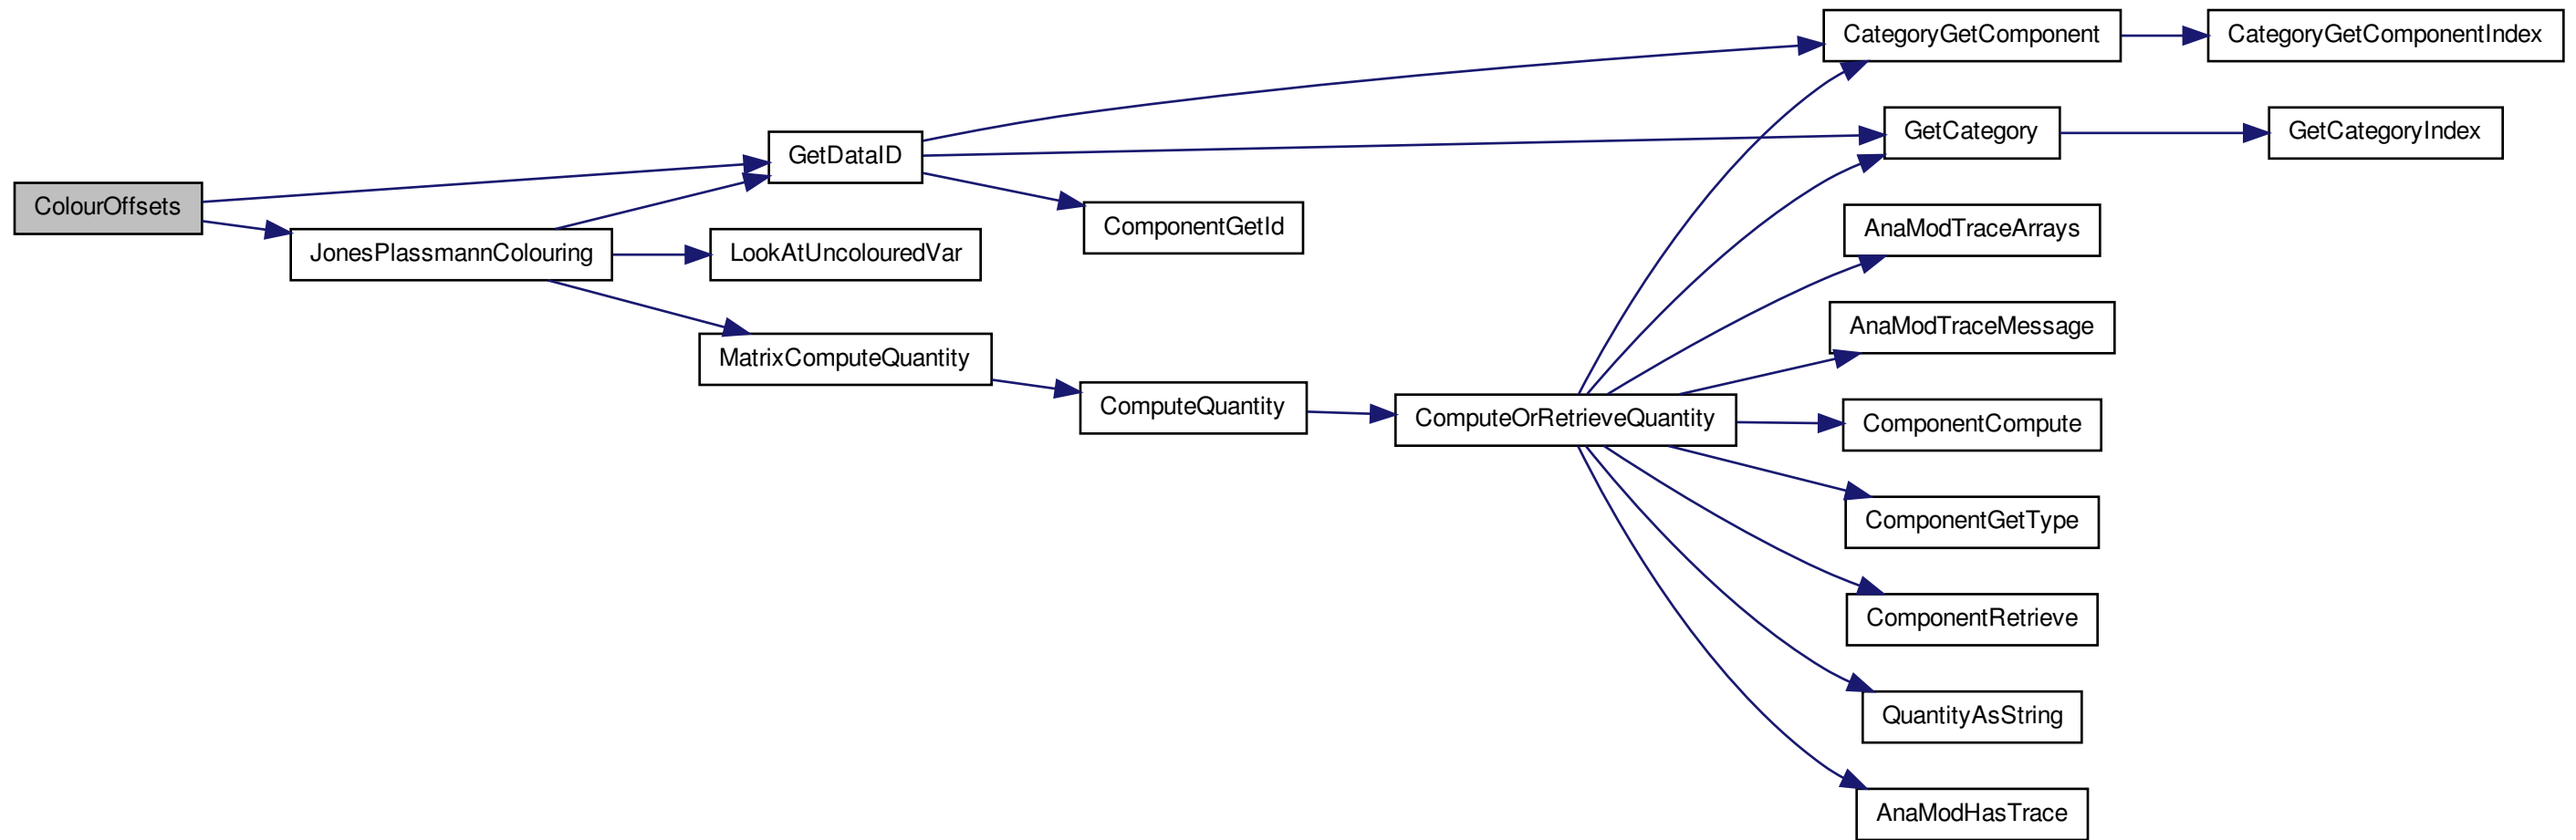 ColourOffsets
JonesPlassmannColouring
GetDataID
LookAtUncolouredVar
MatrixComputeQuantity
ComponentGetId
ComputeQuantity
ComputeOrRetrieveQuantity
CategoryGetComponent
GetCategory
AnaModTraceArrays
AnaModTraceMessage
ComponentCompute
ComponentGetType
ComponentRetrieve
QuantityAsString
AnaModHasTrace
CategoryGetComponentIndex
GetCategoryIndex